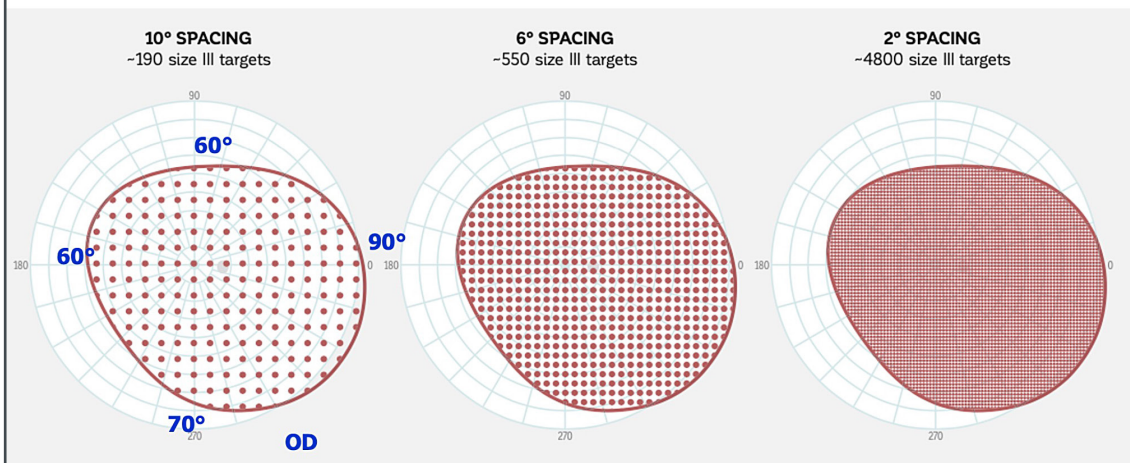 10° SPACING
~190 size III targets
6° SPACING
~550 size III targets
2° SPACING
~4800 size III targets
90
60°
60°
180
0
70°
270
OD
90
90°
180
0
270
90
180
0
270